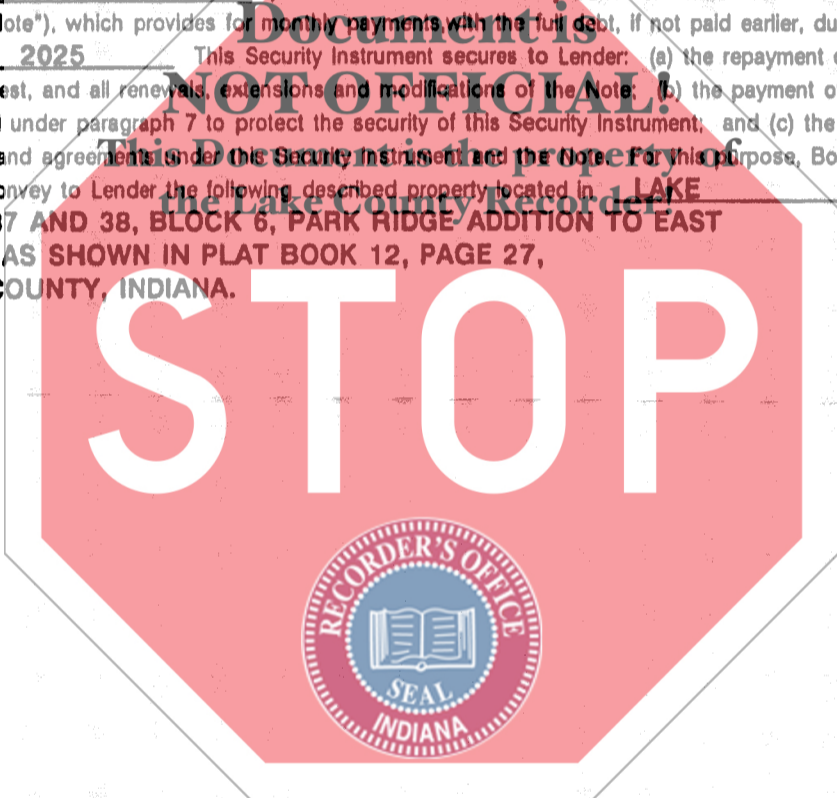 ote"), which provides for monthly payments, with the full debt, if not paid earlier, du
Document is
2025 This Security Instrument secures to Lender: (a) the repayment
est, and all renewals, extensions and modifications of the Note; (b) the payment o
NOT OFFICIAL!
under paragraph 7 to protect the security of this Security Instrument; and (c) the
and agreements under this Security Instrument and the Note. For this purpose, Bo
This Document is the property of
nvey to Lender the following described property located in LAKE
the Lake County Recorder!
7 AND 38, BLOCK 6, PARK RIDGE ADDITION TO EAST
AS SHOWN IN PLAT BOOK 12, PAGE 27,
OUNTY, INDIANA.
STOP
RECORDER'S OFFICE
SEAL
INDIANA